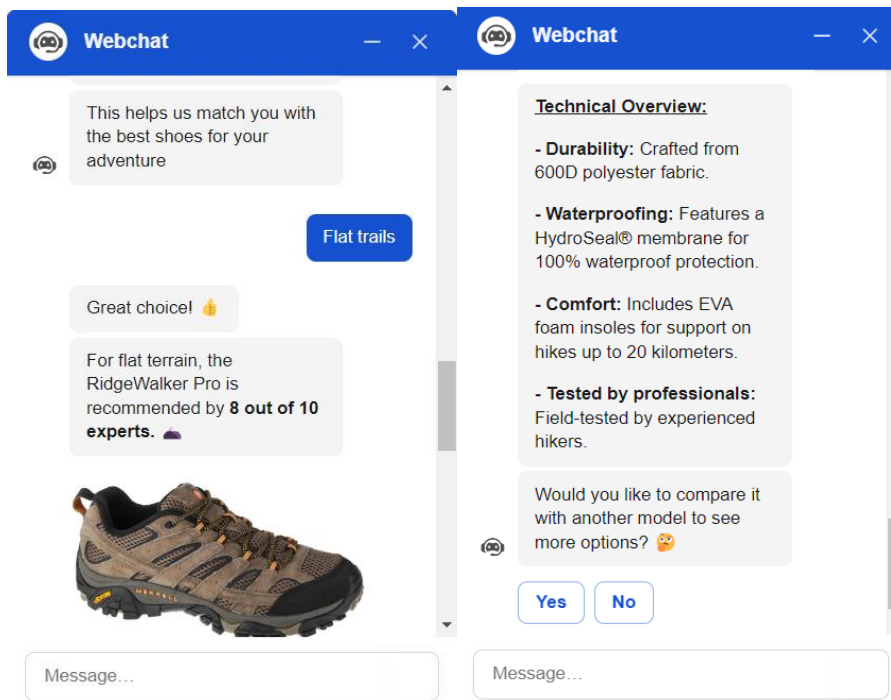 Webchat
This helps us match you with
the best shoes for your
adventure
Flat trails
Great choice! 👍
For flat terrain, the
RidgeWalker Pro is
recommended by 8 out of 10
experts.
vibram
MERRELL
Message...
Webchat
Technical Overview:
- Durability: Crafted from
600D polyester fabric.
- Waterproofing: Features a
HydroSeal® membrane for
100% waterproof protection.
- Comfort: Includes EVA
foam insoles for support on
hikes up to 20 kilometers.
- Tested by professionals:
Field-tested by experienced
hikers.
Would you like to compare it
with another model to see
more options? 🤔
Yes
No
Message...